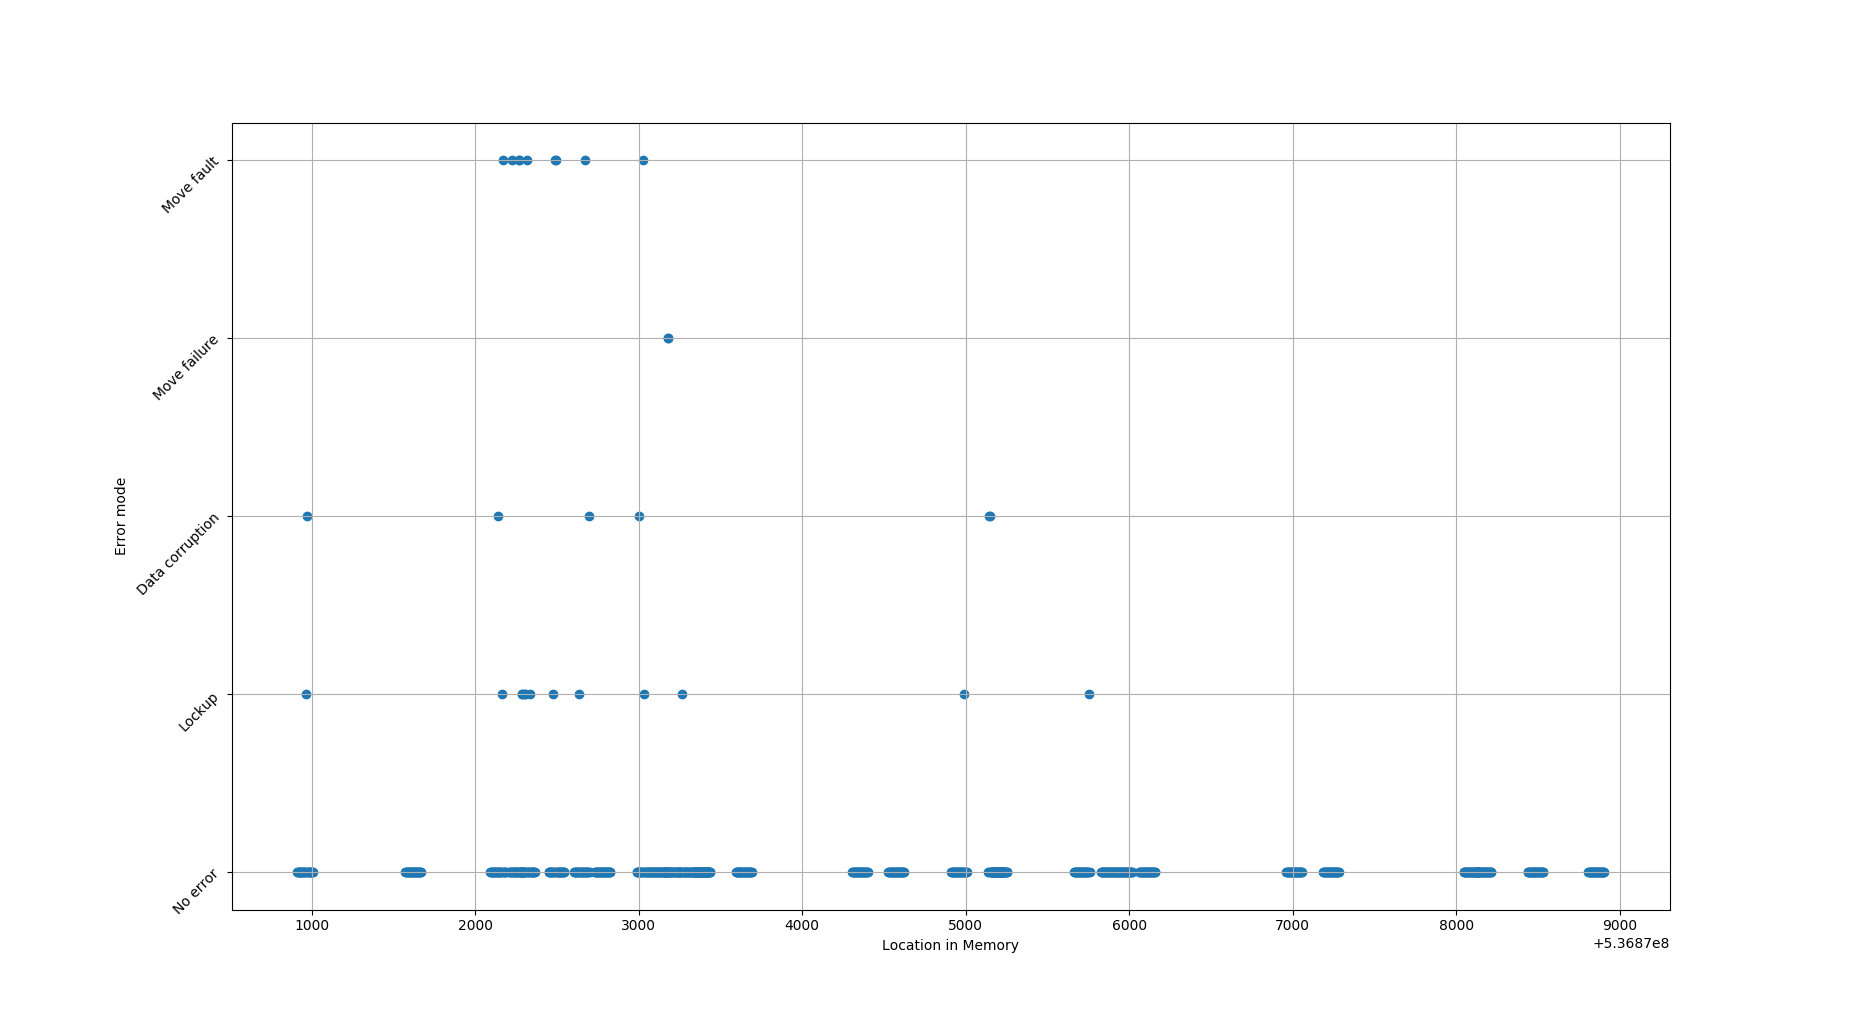 Move fault
Move failure
Data corruption
Lockup
No error
Error mode
1000 2000 3000 4000 5000 6000 7000 8000 9000
Location in Memory
+5.3687e8